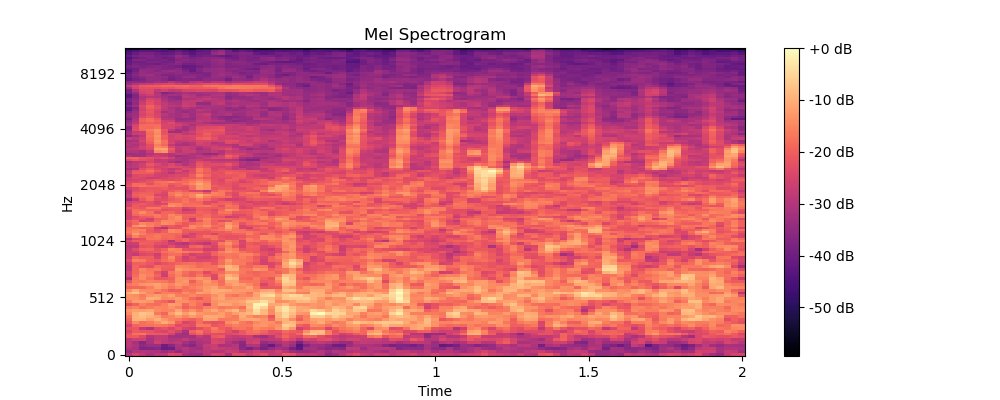 Mel Spectrogram
8192
4096
2048
1024
512
0
Hz
0
0.5
1
1.5
2
Time
+0 dB
-10 dB
-20 dB
-30 dB
-40 dB
-50 dB